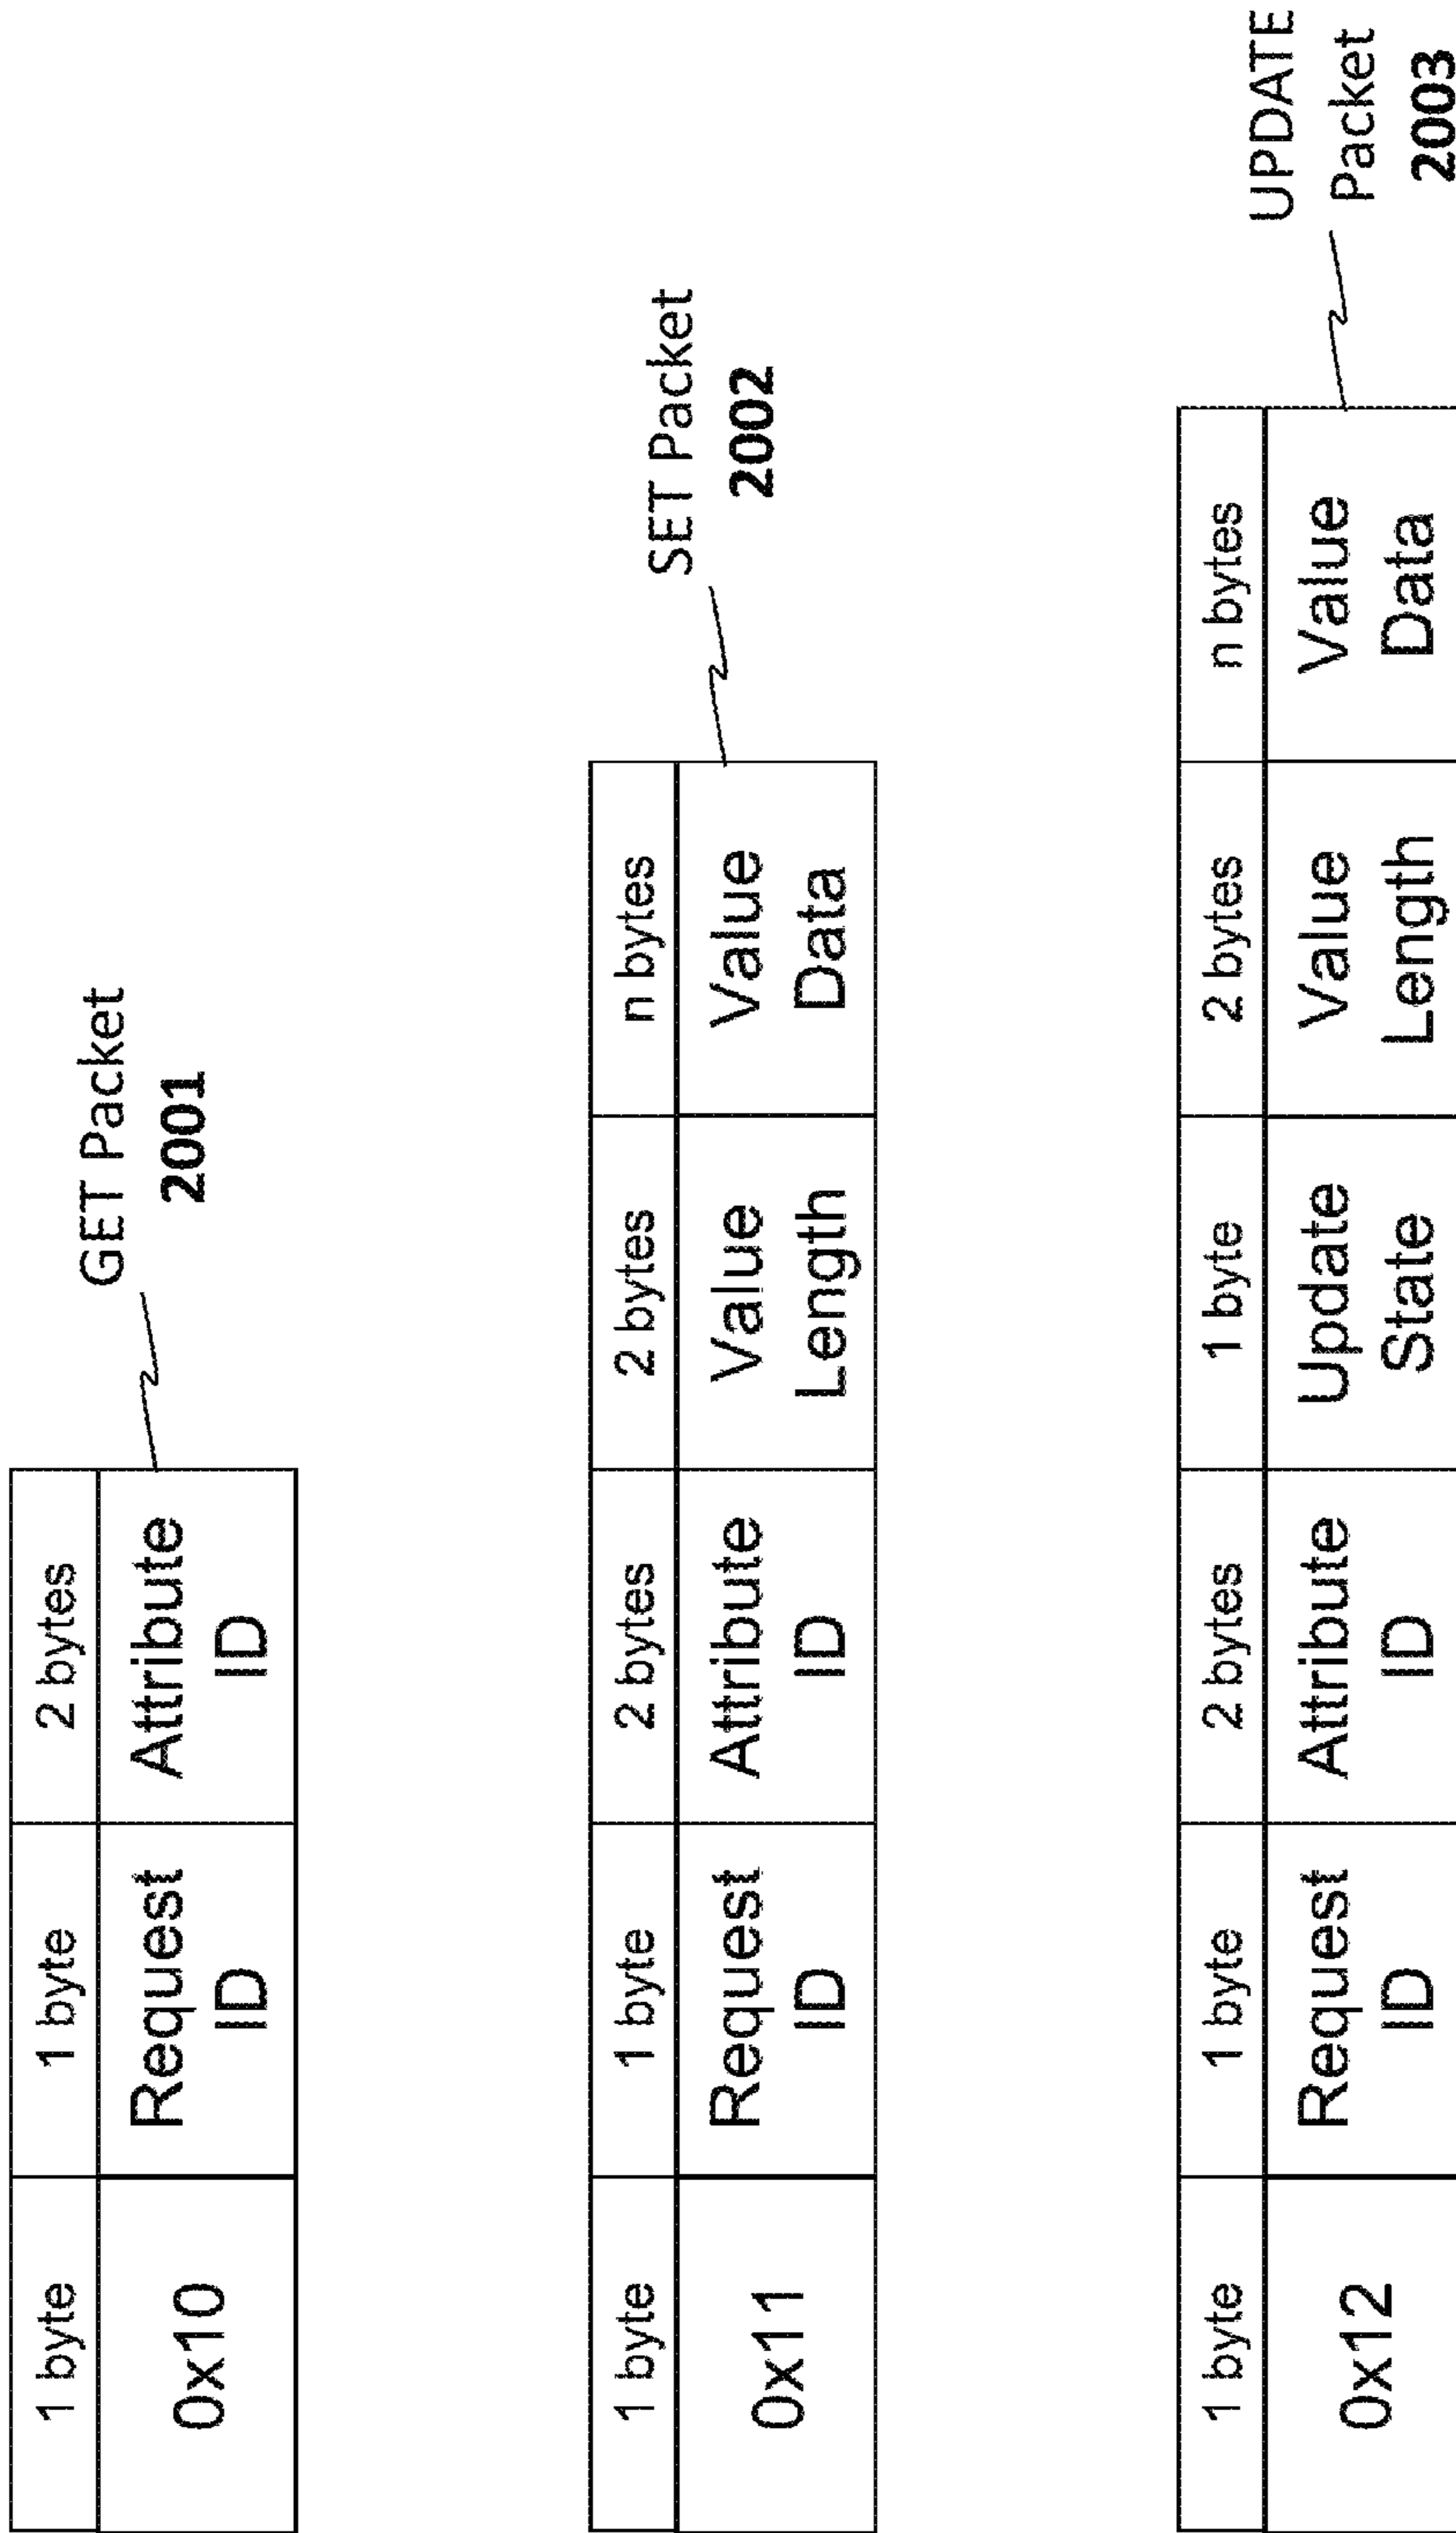 GET Packet
2001
1 byte
1 byte
2 bytes
0x10
Request
ID
Attribute
ID
SET Packet
2002
1 byte
1 byte
2 bytes
2 bytes
n bytes
0x11
Request
ID
Attribute
ID
Value
Length
Value
Data
UPDATE
Packet
2003
1 byte
1 byte
2 bytes
1 byte
2 bytes
n bytes
0x12
Request
ID
Attribute
ID
Update
State
Value
Length
Value
Data